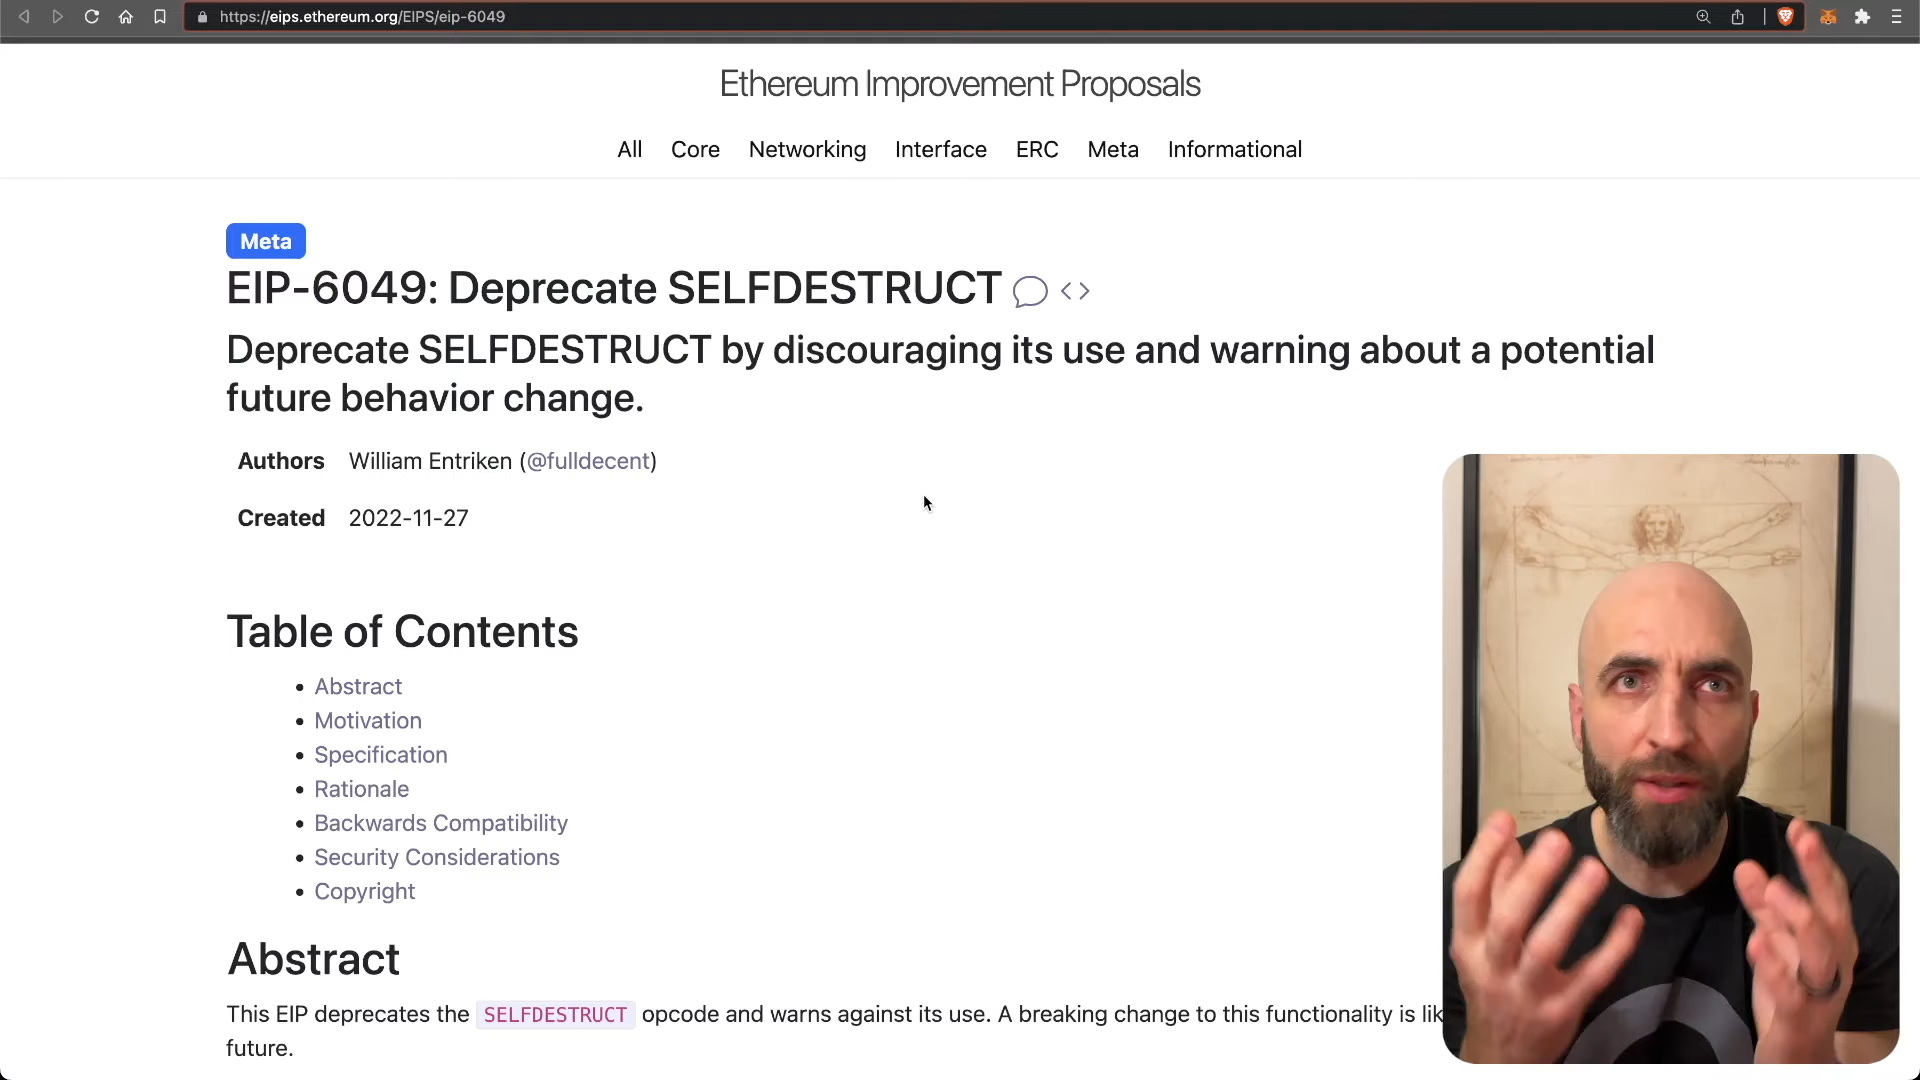 https://eips.ethereum.org/EIPS/eip-6049
Ethereum Improvement Proposals
All Core Networking Interface ERC Meta Informational
Meta
EIP-6049: Deprecate SELFDESTRUCT
Deprecate SELFDESTRUCT by discouraging its use and warning about a potential
future behavior change.
Authors William Entriken (@fulldecent)
Created 2022-11-27
Table of Contents
Abstract
Motivation
Specification
Rationale
Backwards Compatibility
Security Considerations
Copyright
Abstract
This EIP deprecates the SELFDESTRUCT opcode and warns against its use. A breaking change to this functionality is
future.